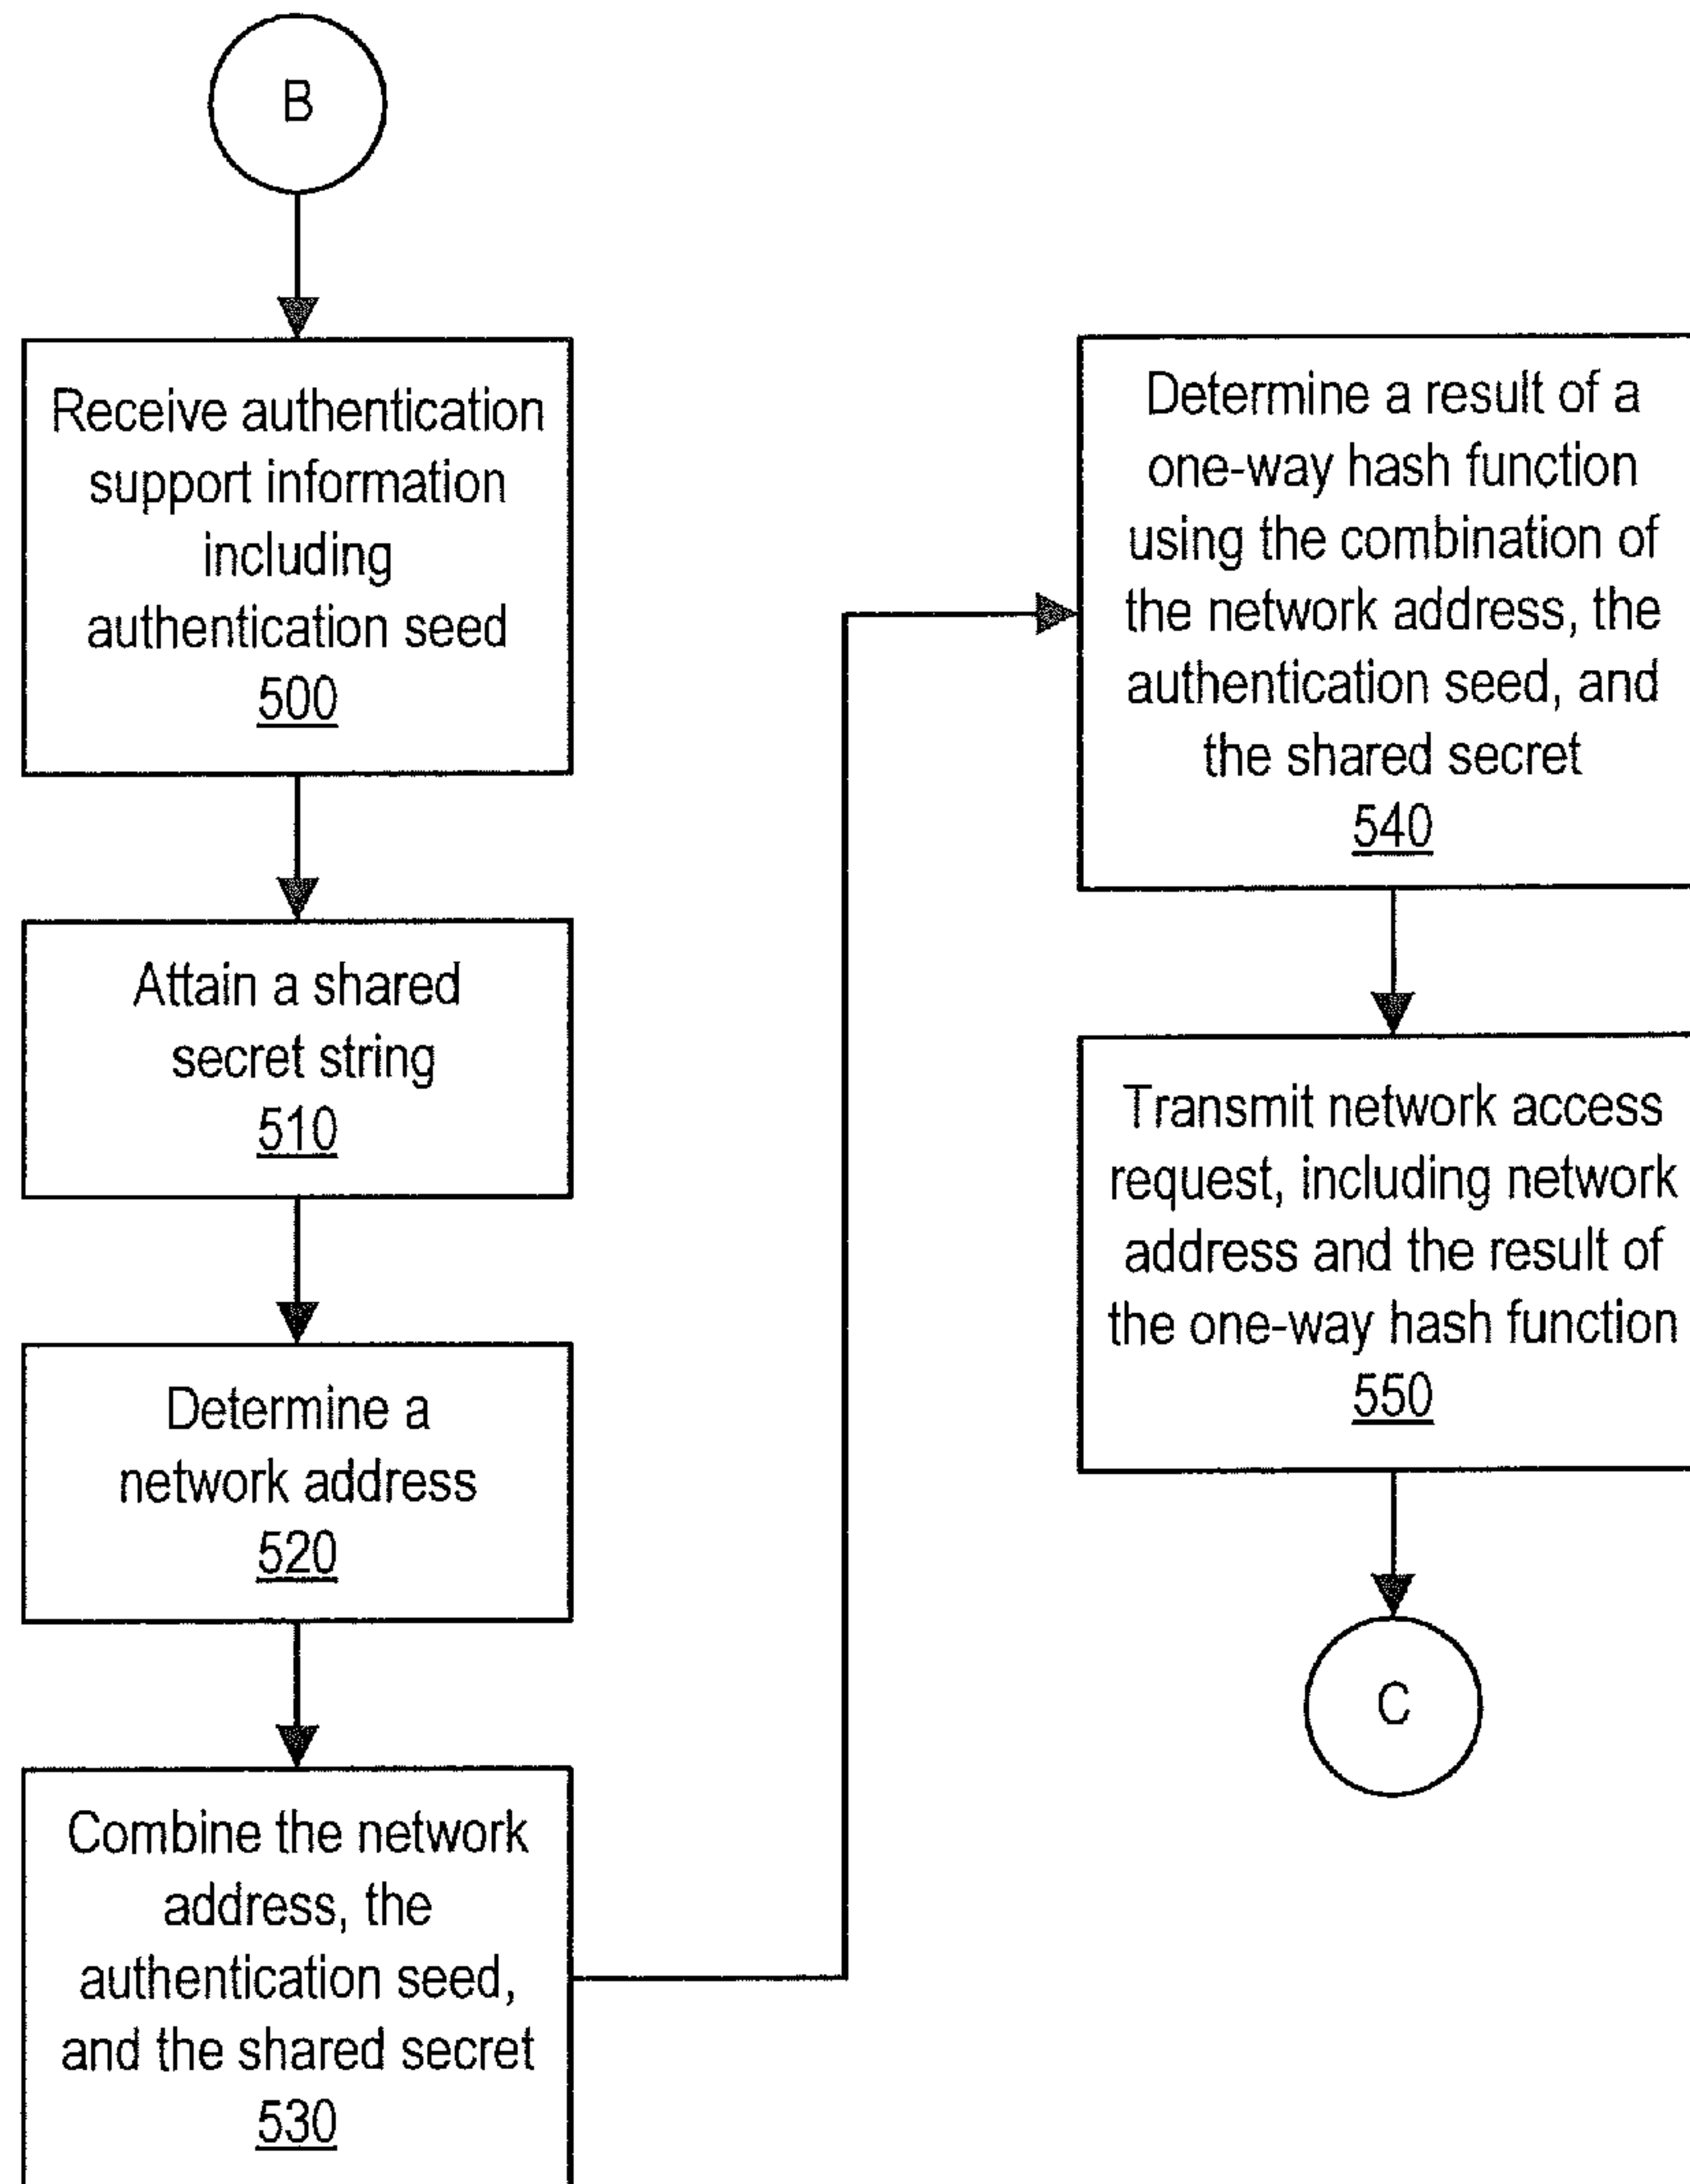 B
Receive authentication
support information
including
authentication seed
500
Attain a shared
secret string
510
Determine a
network address
520
Combine the network
address, the
authentication seed,
and the shared secret
530
Determine a result of a
one-way hash function
using the combination of
the network address, the
authentication seed, and
the shared secret
540
Transmit network access
request, including network
address and the result of
the one-way hash function
550
C